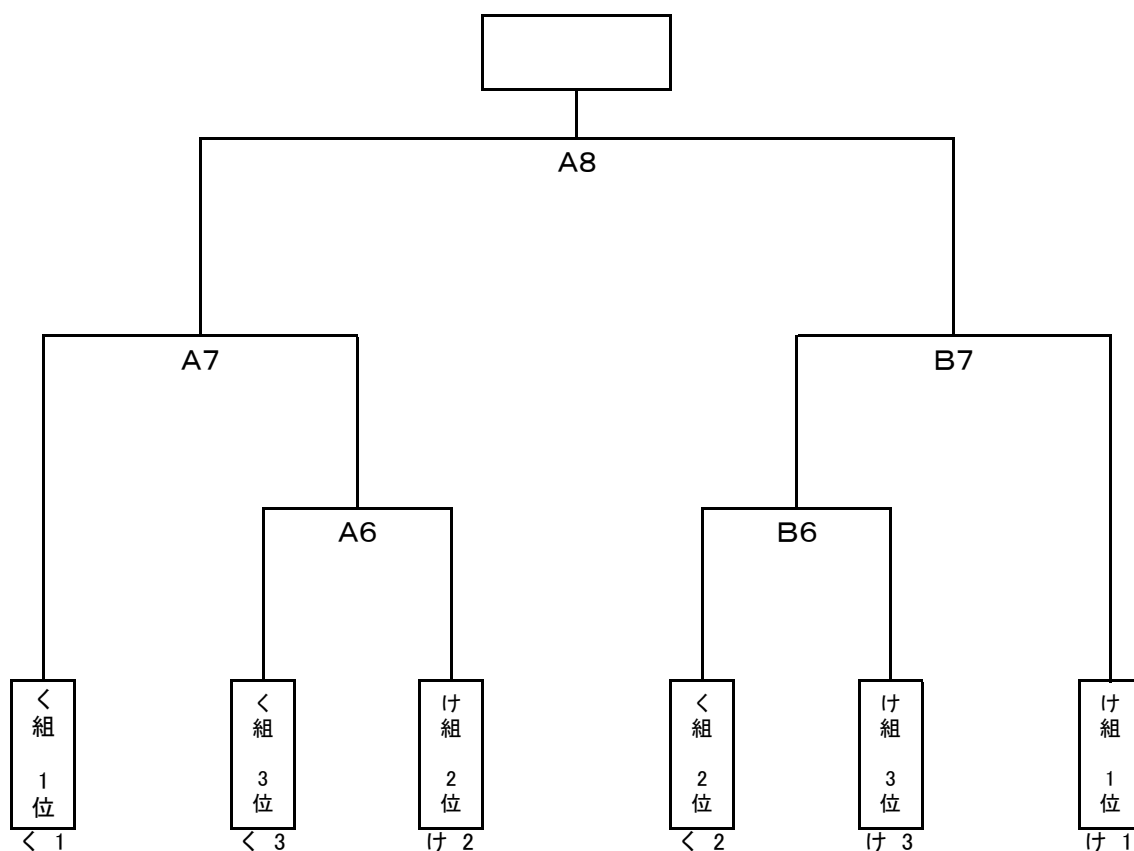 A8
A7
B7
A6
B6
く組 1位
く組 3位
け組 2位
く組 2位
け組 3位
け組 1位
く 1
く 3
け 2
く 2
け 3
け 1